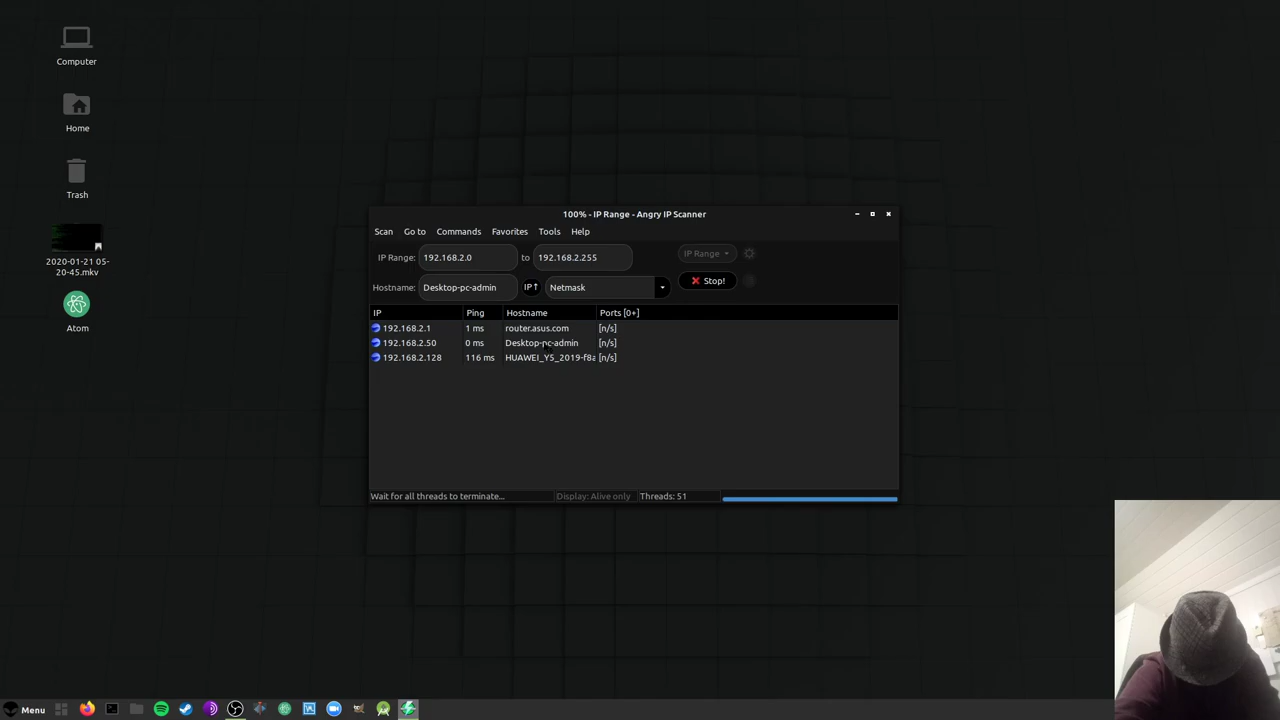 Computer
Home
Trash
2020-01-21 05-
20-45.mkv
Atom
100% - IP Range - Angry IP Scanner
Scan Go to Commands Favorites Tools Help
IP Range: 192.168.2.0 to 192.168.2.255 IP Range
Hostname: Desktop-pc-admin IP↑ Netmask Stop!
IP Ping Hostname Ports [0+]
192.168.2.1 1 ms router.asus.com [n/s]
192.168.2.50 0 ms Desktop-pc-admin [n/s]
192.168.2.128 116 ms HUAWEI_Y5_2019-f8a [n/s]
Wait for all threads to terminate... Display: Alive only Threads: 51
Menu